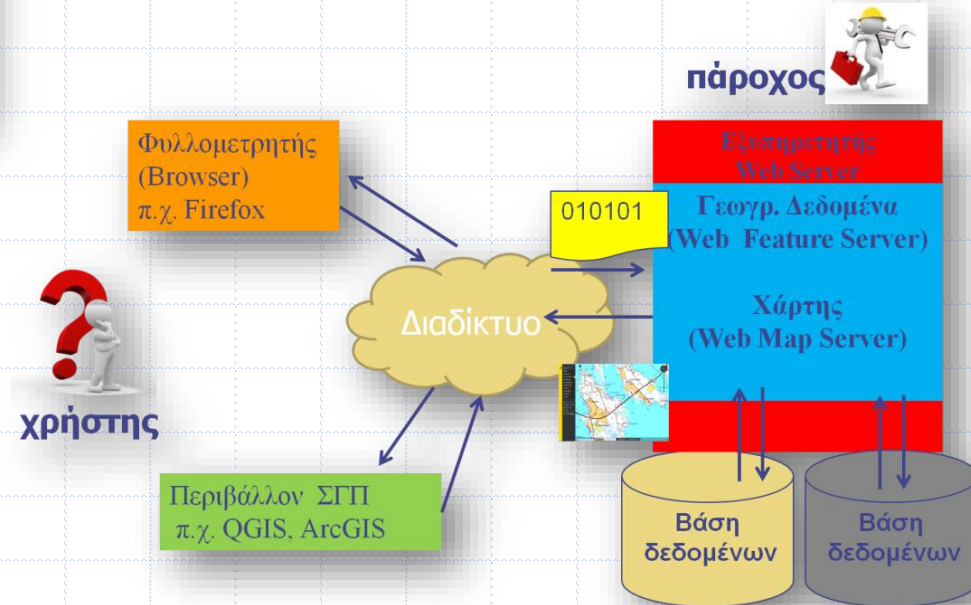 πάροχος
Φυλλομετρητής
(Browser)
π.χ. Firefox
Εξυπηρετητής
Web Server
010101
Γεωγρ. Δεδομένα
(Web Feature Server)
Διαδίκτυο
Χάρτης
(Web Map Server)
χρήστης
Περιβάλλον ΣΓΠ
π.χ. QGIS, ArcGIS
Βάση
δεδομένων
Βάση
δεδομένων